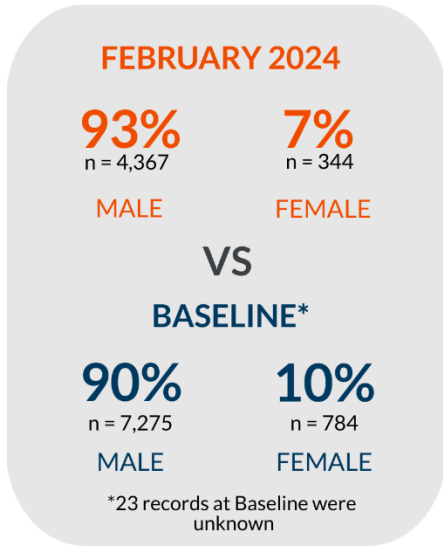 FEBRUARY 2024
93% 7%
n = 4,367 n = 344
MALE FEMALE
VS
BASELINE*
90% 10%
n = 7,275 n = 784
MALE FEMALE
*23 records at Baseline were
unknown